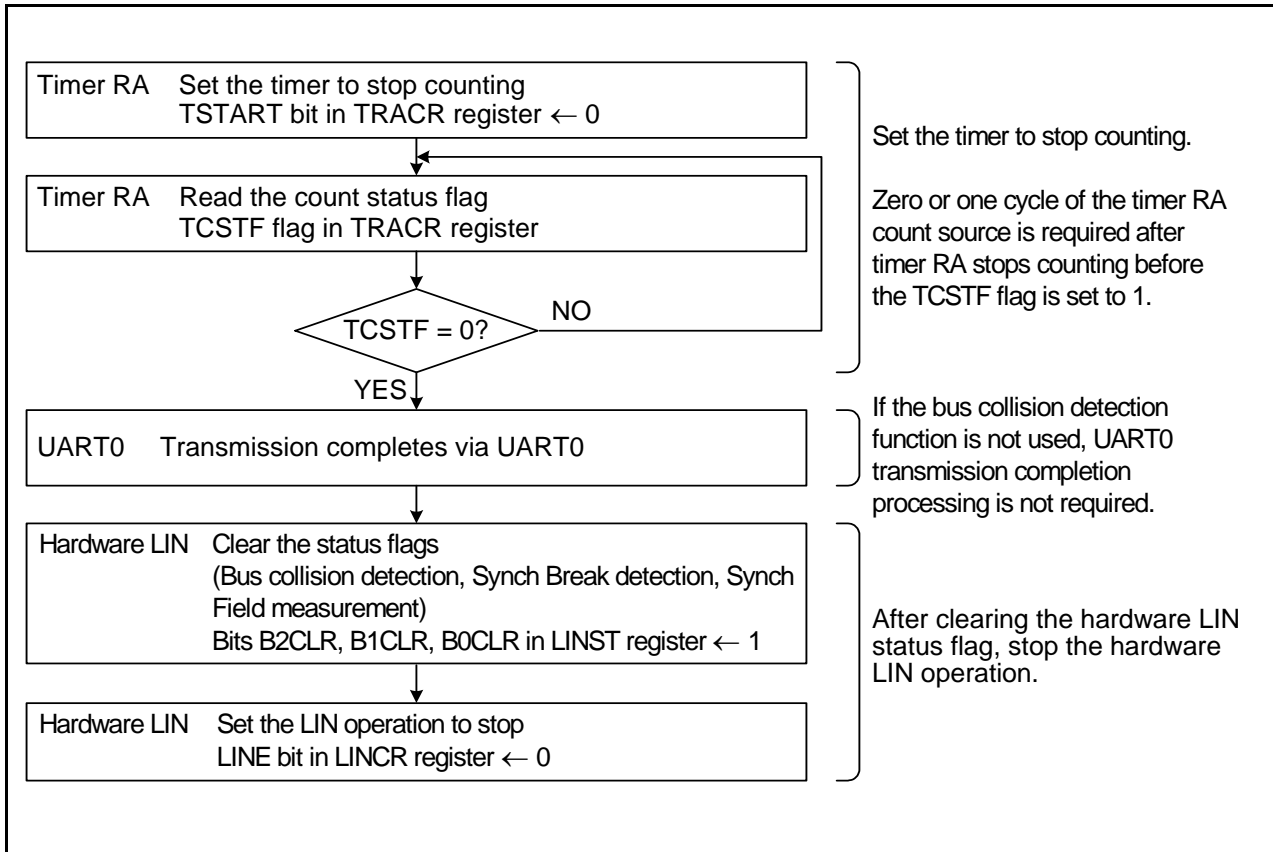 Timer RA Set the timer to stop counting
TSTART bit in TRACR register ← 0
Timer RA Read the count status flag
TCSTF flag in TRACR register
TCSTF = 0?
NO
YES
Set the timer to stop counting.
Zero or one cycle of the timer RA
count source is required after
timer RA stops counting before
the TCSTF flag is set to 1.
UART0 Transmission completes via UART0
If the bus collision detection
function is not used, UART0
transmission completion
processing is not required.
Hardware LIN Clear the status flags
(Bus collision detection, Synch Break detection, Synch
Field measurement)
Bits B2CLR, B1CLR, B0CLR in LINST register ← 1
Hardware LIN Set the LIN operation to stop
LINE bit in LINCR register ← 0
After clearing the hardware LIN
status flag, stop the hardware
LIN operation.